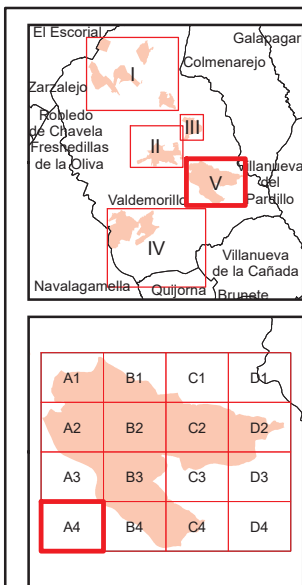 El Escorial
Galapagar
I
Colmenarejo
Zarzalejo
Robledo
de Chavela
III
Fresnedillas
de la Oliva
II
V
Villanueva
del
Pardillo
Valdemorillo
IV
Villanueva
de la Cañada
Navalagamella
Quijorna
Brunete
A1 B1 C1 D1
A2 B2 C2 D2
A3 B3 C3 D3
A4 B4 C4 D4